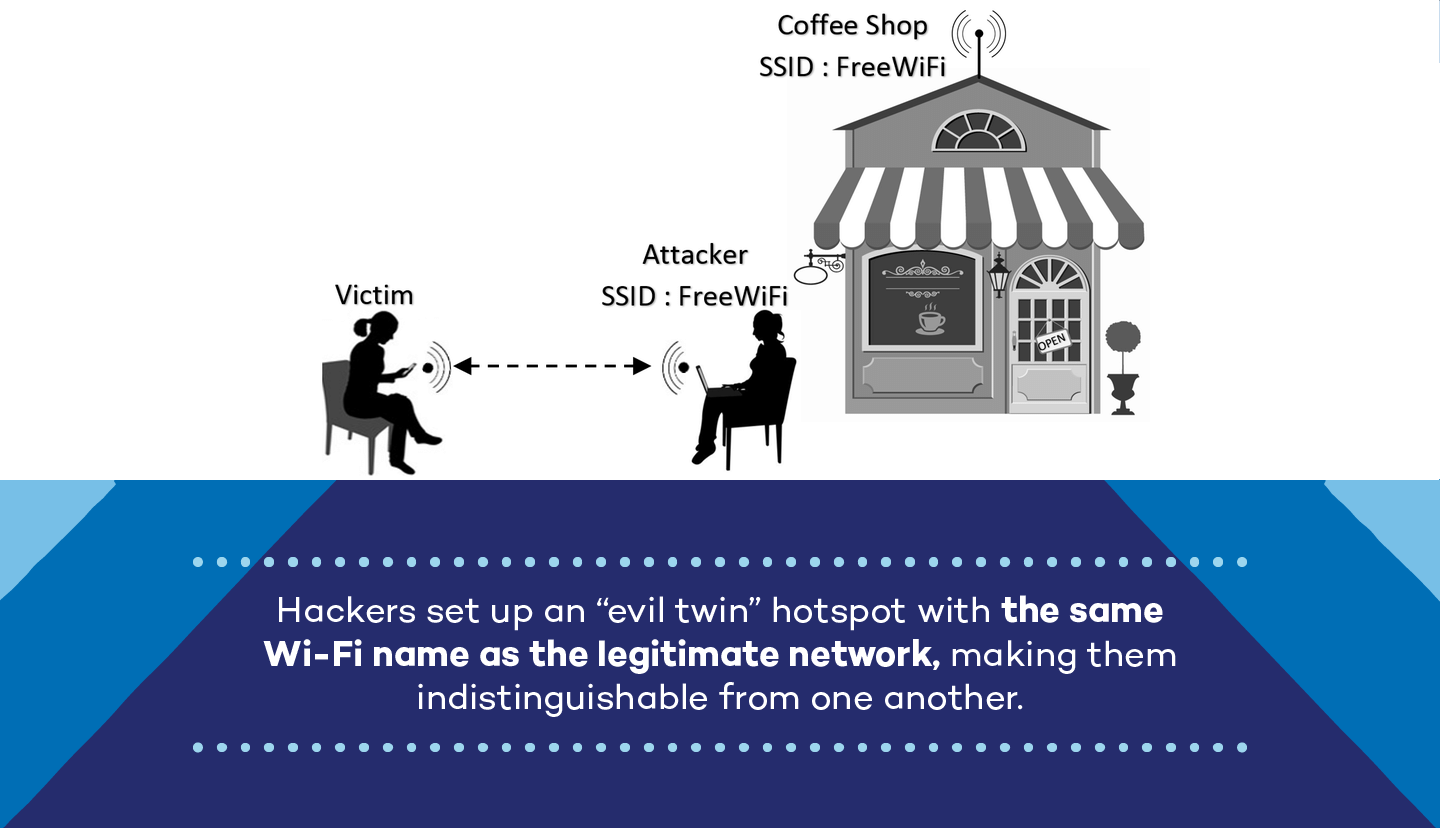 Coffee Shop
SSID : FreeWiFi
Attacker
SSID : FreeWiFi
Victim
OPEN
Hackers set up an “evil twin” hotspot with the same
Wi-Fi name as the legitimate network, making them
indistinguishable from one another.